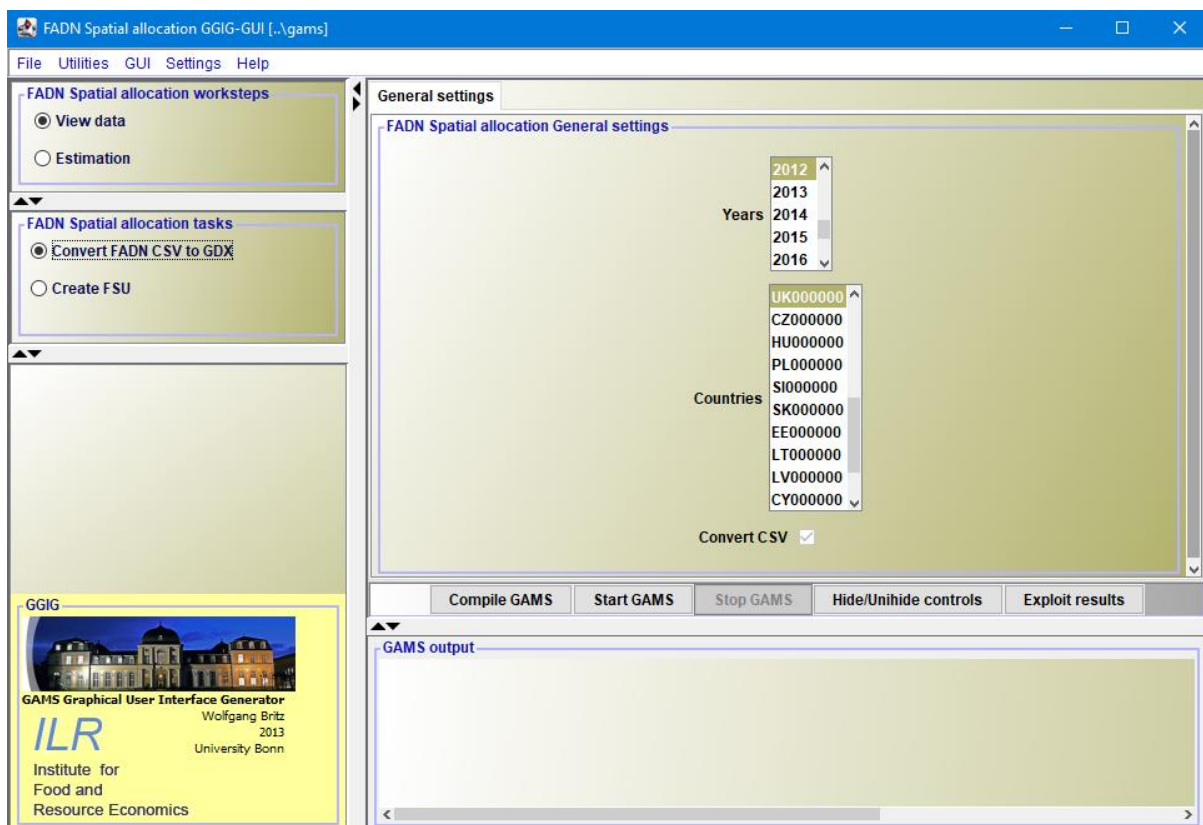 FADN Spatial allocation GGIG-GUI [..\gams]
File Utilities GUI Settings Help
FADN Spatial allocation worksteps
View data
Estimation
FADN Spatial allocation tasks
Convert FADN CSV to GDX
Create FSU
GGIG
GAMS Graphical User Interface Generator
Wolfgang Britz
2013
University Bonn
ILR
Institute for
Food and
Resource Economics
General settings
FADN Spatial allocation General settings
Years
2012
2013
2014
2015
2016
Countries
UK000000
CZ000000
HU000000
PL000000
SI000000
SK000000
EE000000
LT000000
LV000000
CY000000
Convert CSV
Compile GAMS Start GAMS Stop GAMS Hide/Unihide controls Exploit results
GAMS output